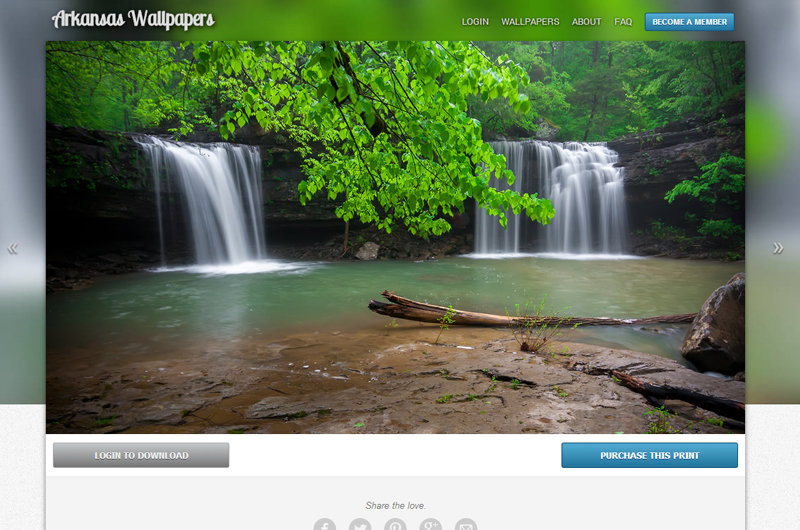 Arkansas Wallpapers
LOGIN WALLPAPERS ABOUT FAQ BECOME A MEMBER
« »
LOGIN TO DOWNLOAD PURCHASE THIS PRINT
Share the love.